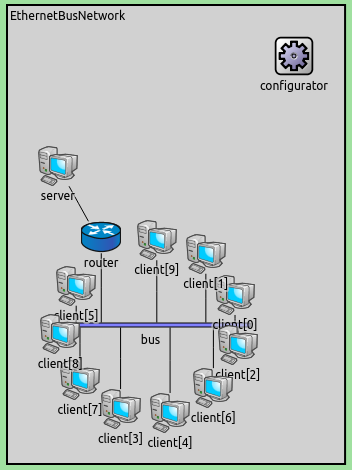 EthernetBusNetwork
configurator
server
router
client[9]
client[1]
client[5]
client[0]
bus
client[8]
client[2]
client[7]
client[6]
client[3]
client[4]